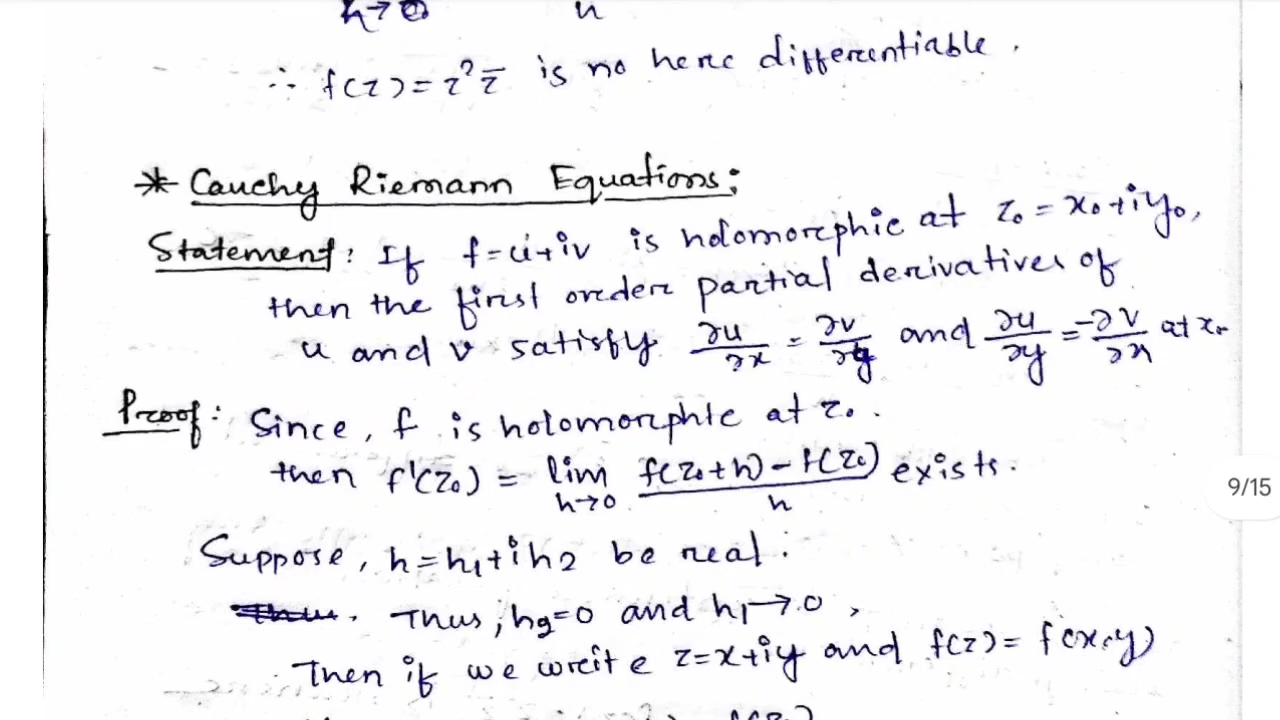 h→0 h
∴ f(z) = z²z̄ is no here differentiable.
* Cauchy Riemann Equations:
Statement: If f=u+iv is holomorphic at z₀ = x₀+iy₀,
then the first order partial derivatives of
u and v satisfy ∂u/∂x = ∂v/∂y and ∂u/∂y = -∂v/∂x at z₀
Proof: Since, f is holomorphic at z₀.
then f'(z₀) = lim h→0 f(z₀+h) - f(z₀) / h exists.
Suppose, h=h₁+ih₂ be real.
Thus, h₂=0 and h₁→0,
Then if we write z=x+iy and f(z) = f(x,y)
f(z₀)
9/15